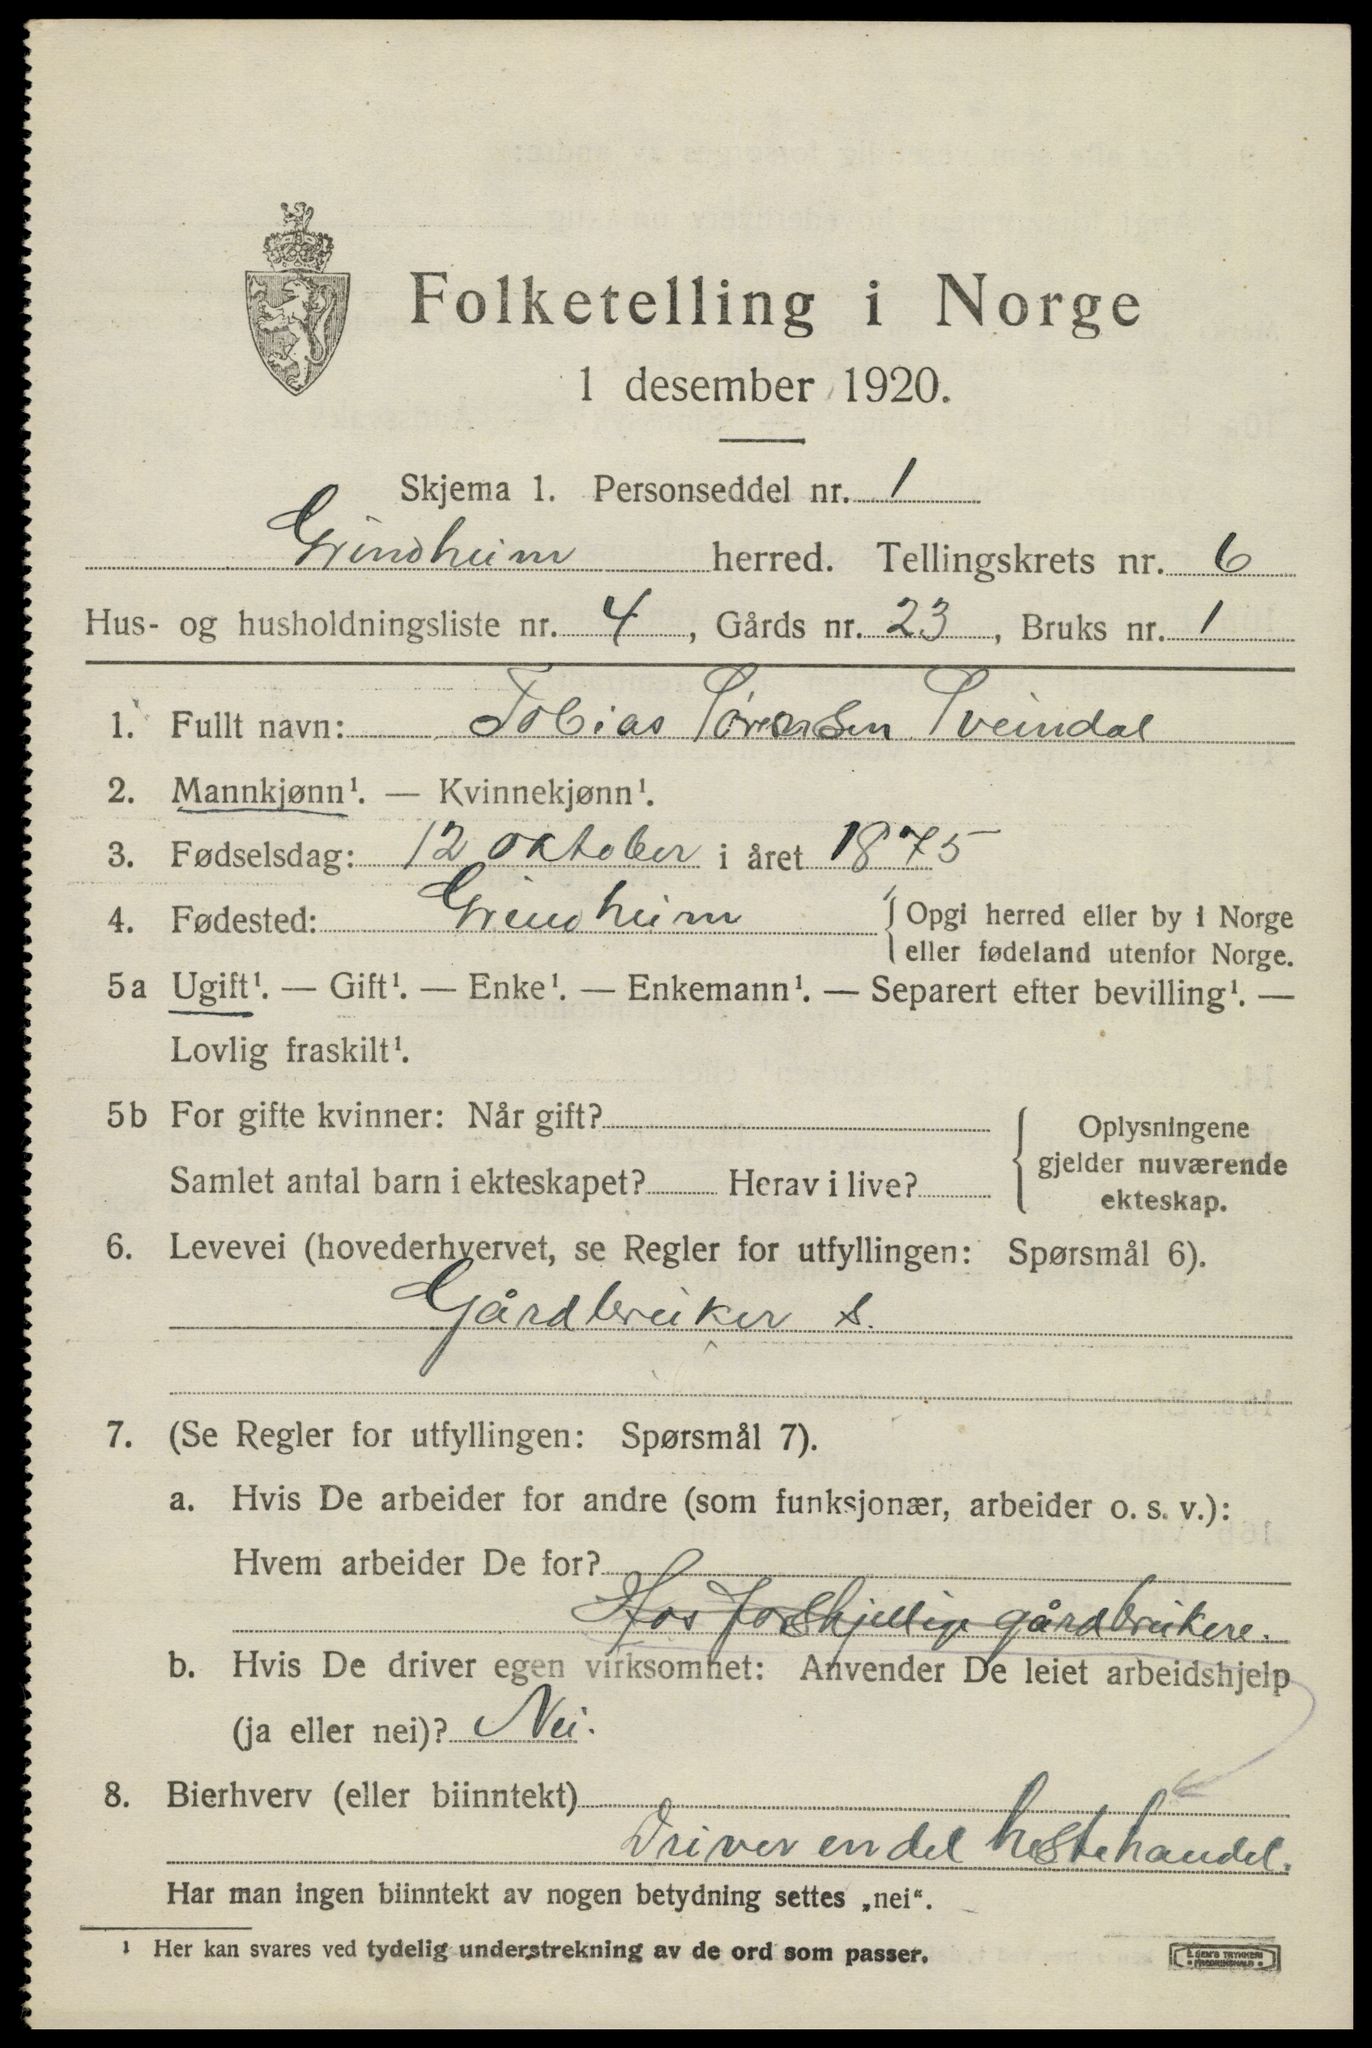 Folketelling i Norge
1 desember 1920.
Skjema 1. Personseddel nr. 1
Grindheim herred. Tellingskrets nr. 6
Hus- og husholdningsliste nr. 4, Gårds nr. 23, Bruks nr. 1
1. Fullt navn: Tobias Sørensen Sveindal
2. Mannkjønn¹. — Kvinnekjønn¹.
3. Fødselsdag: 12 oktober i året 1875
4. Fødested: Grindheim { Opgi herred eller by i Norge
eller fødeland utenfor Norge.
5a Ugift¹. — Gift¹. — Enke¹. — Enkemann¹. — Separert efter bevilling¹. —
Lovlig fraskilt¹.
5b For gifte kvinner: Når gift?
Samlet antal barn i ekteskapet? Herav i live?
{ Oplysningene
gjelder nuværende
ekteskap.
6. Levevei (hovederhvervet, se Regler for utfyllingen: Spørsmål 6).
Gårdbruker s.
7. (Se Regler for utfyllingen: Spørsmål 7).
a. Hvis De arbeider for andre (som funksjonær, arbeider o. s. v.):
Hvem arbeider De for?
Hos forskjellige gårdbrukere.
b. Hvis De driver egen virksomhet: Anvender De leiet arbeidshjelp
(ja eller nei)? Nei.
8. Bierhverv (eller biinntekt)
Driver en del hestehandel.
Har man ingen biinntekt av nogen betydning settes „nei“.
¹ Her kan svares ved tydelig understrekning av de ord som passer.